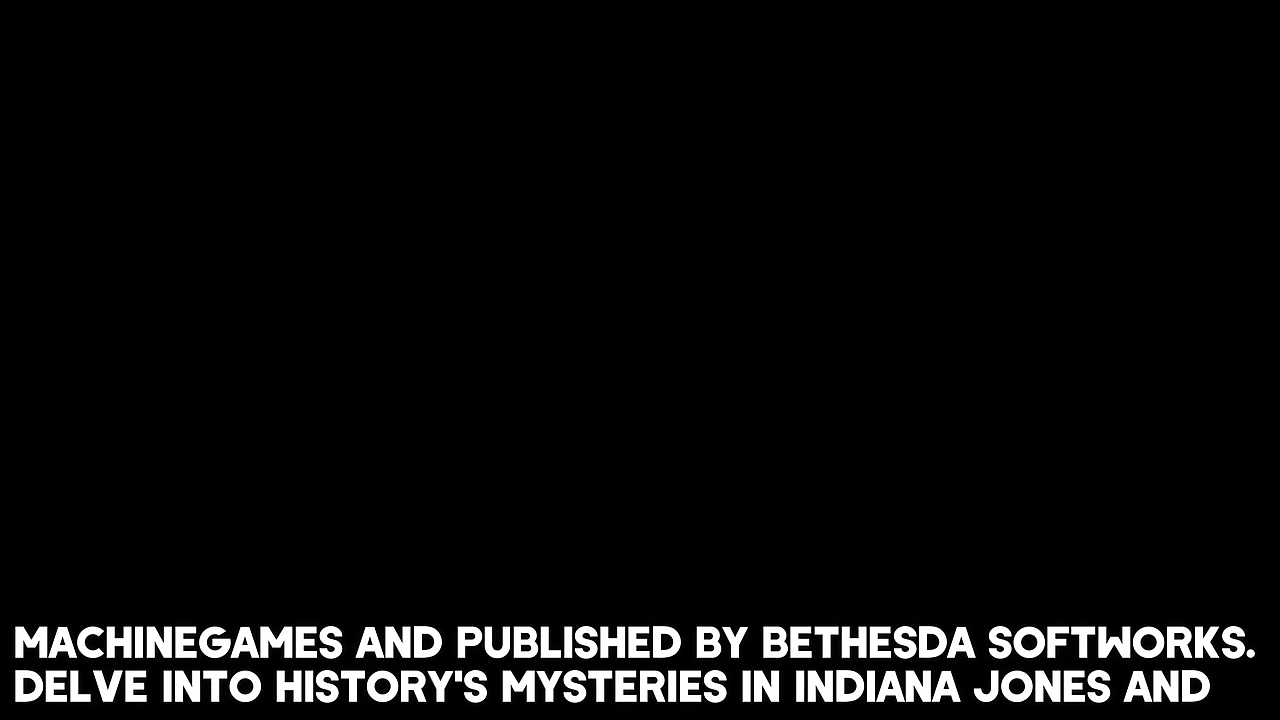 MACHINEGAMES AND PUBLISHED BY BETHESDA SOFTWORKS.
DELVE INTO HISTORY'S MYSTERIES IN INDIANA JONES AND